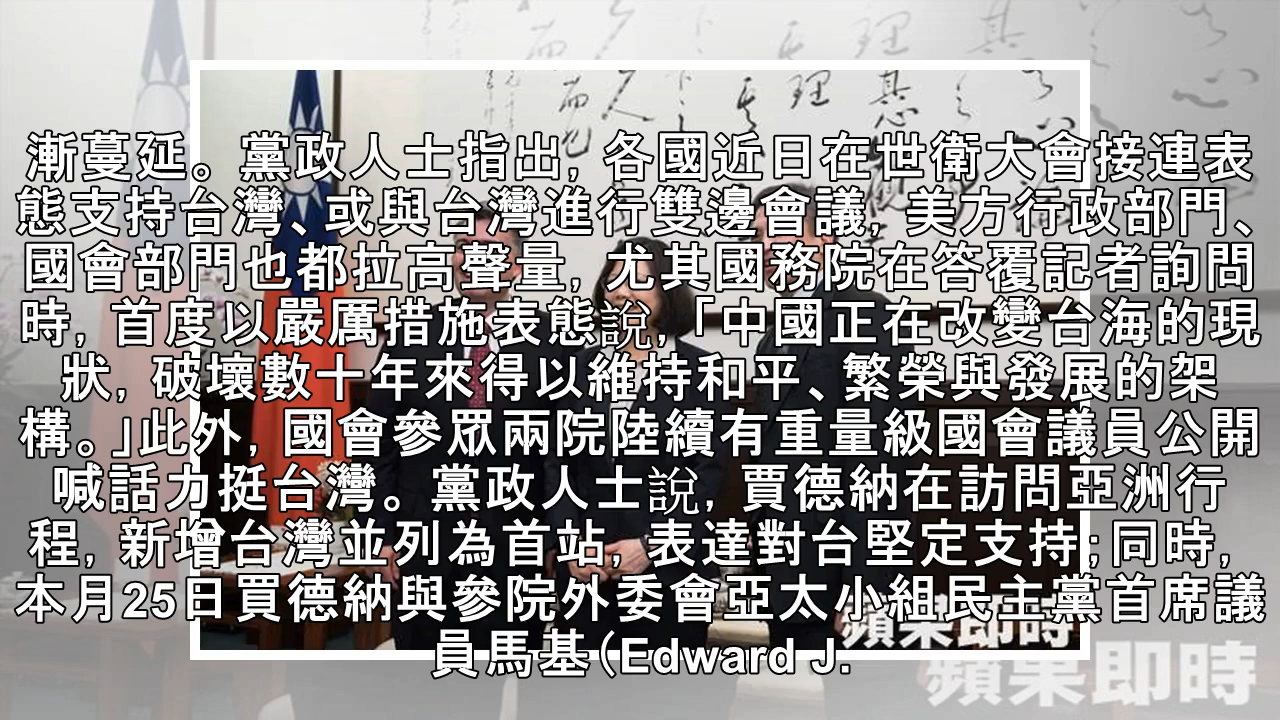 漸蔓延。黨政人士指出, 各國近日在世衛大會接連表
態支持台灣、或與台灣進行雙邊會議, 美方行政部門、
國會部門也都拉高聲量, 尤其國務院在答覆記者詢問
時, 首度以嚴厲措施表態說, 「中國正在改變台海的現
狀, 破壞數十年來得以維持和平、繁榮與發展的架
構。」此外, 國會參眾兩院陸續有重量級國會議員公開
喊話力挺台灣。黨政人士說, 賈德納在訪問亞洲行
程, 新增台灣並列為首站, 表達對台堅定支持;同時,
本月25日賈德納與參院外委會亞太小組民主黨首席議
員馬基(Edward J.
蘋果即時
蘋果即時